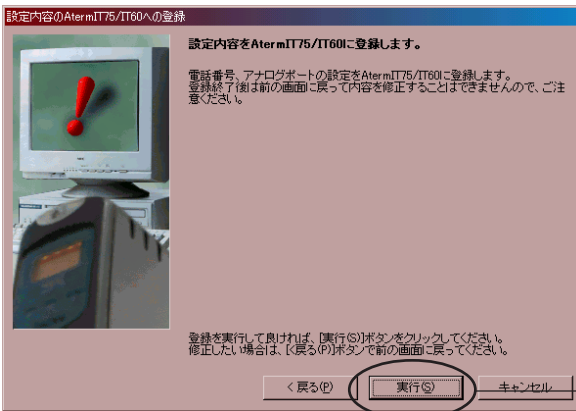 設定内容のAtermIT75/IT60への登録
設定内容をAtermIT75/IT60に登録します。
電話番号、アナログポートの設定をAtermIT75/IT60に登録します。
登録終了後は前の画面に戻って内容を修正することはできませんので、ご注
意ください。
登録を実行して良ければ、[実行(S)]ボタンをクリックしてください。
修正したい場合は、[<戻る(P)]ボタンで前の画面に戻ってください。
<戻る(P) 実行(S) キャンセル